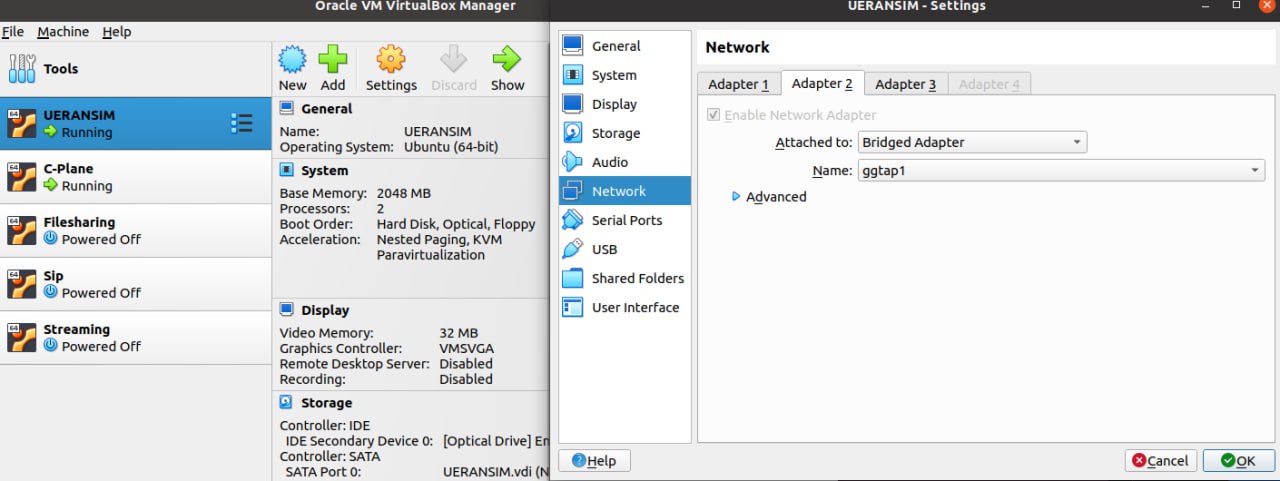 Oracle VM VirtualBox Manager
File Machine Help
Tools
64 UERANSIM
Running
64 C-Plane
Running
64 Filesharing
Powered Off
64 Sip
Powered Off
64 Streaming
Powered Off
New Add Settings Discard Show
General
Name: UERANSIM
Operating System: Ubuntu (64-bit)
System
Base Memory: 2048 MB
Processors: 2
Boot Order: Hard Disk, Optical, Floppy
Acceleration: Nested Paging, KVM
Paravirtualization
Display
Video Memory: 32 MB
Graphics Controller: VMSVGA
Remote Desktop Server: Disabled
Recording: Disabled
Storage
Controller: IDE
IDE Secondary Device 0: [Optical Drive] Em
Controller: SATA
SATA Port 0: UERANSIM.vdi (N
UERANSIM - Settings
General
System
Display
Storage
Audio
Network
Serial Ports
USB
Shared Folders
User Interface
Network
Adapter 1 Adapter 2 Adapter 3 Adapter 4
Enable Network Adapter
Attached to: Bridged Adapter
Name: ggtap1
Advanced
Help Cancel OK